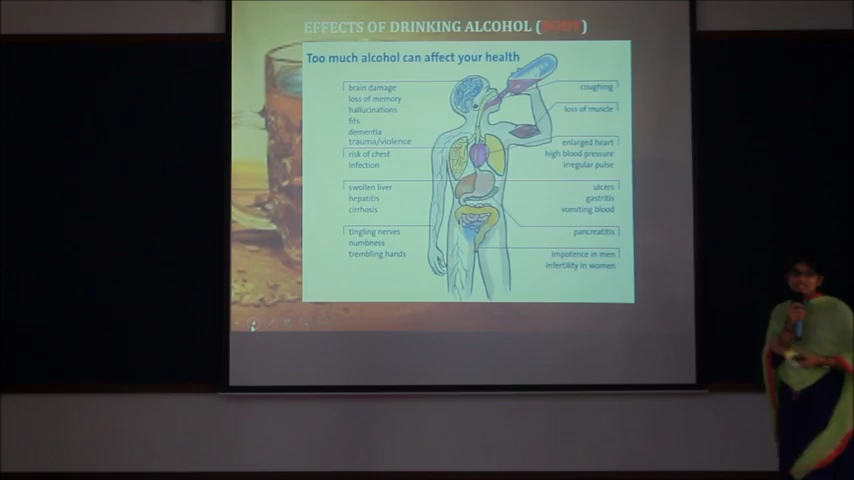 EFFECTS OF DRINKING ALCOHOL (BODY)
Too much alcohol can affect your health
brain damage
loss of memory
hallucinations
fits
dementia
trauma/violence
risk of chest
infection
swollen liver
hepatitis
cirrhosis
tingling nerves
numbness
trembling hands
coughing
loss of muscle
enlarged heart
high blood pressure
irregular pulse
ulcers
gastritis
vomiting blood
pancreatitis
impotence in men
infertility in women